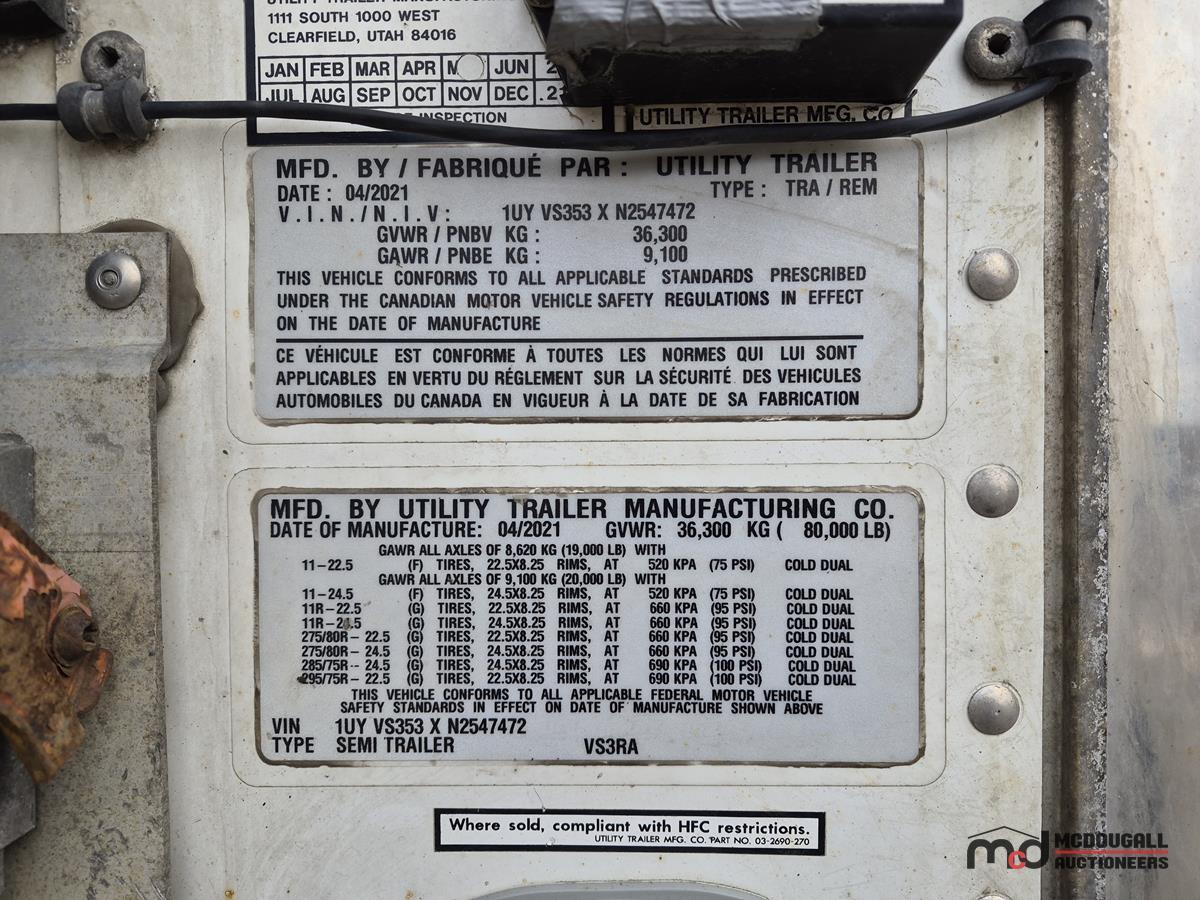 1111 SOUTH 1000 WEST
CLEARFIELD, UTAH 84016
JAN FEB MAR APR JUN
JUL AUG SEP OCT NOV DEC
INSPECTION
UTILITY TRAILER MFG. CO
MFD. BY / FABRIQUÉ PAR : UTILITY TRAILER
DATE : 04/2021 TYPE : TRA / REM
V.I.N./N.I.V: 1UY VS353 X N2547472
GVWR / PNBV KG : 36,300
GAWR / PNBE KG : 9,100
THIS VEHICLE CONFORMS TO ALL APPLICABLE STANDARDS PRESCRIBED
UNDER THE CANADIAN MOTOR VEHICLE SAFETY REGULATIONS IN EFFECT
ON THE DATE OF MANUFACTURE
CE VÉHICULE EST CONFORME À TOUTES LES NORMES QUI LUI SONT
APPLICABLES EN VERTU DU RÉGLEMENT SUR LA SÉCURITÉ DES VEHICULES
AUTOMOBILES DU CANADA EN VIGUEUR À LA DATE DE SA FABRICATION
MFD. BY UTILITY TRAILER MANUFACTURING CO.
DATE OF MANUFACTURE: 04/2021 GVWR: 36,300 KG ( 80,000 LB)
GAWR ALL AXLES OF 8,620 KG (19,000 LB) WITH
11-22.5 (F) TIRES, 22.5X8.25 RIMS, AT 520 KPA (75 PSI) COLD DUAL
GAWR ALL AXLES OF 9,100 KG (20,000 LB) WITH
11-24.5 (F) TIRES, 24.5X8.25 RIMS, AT 520 KPA (75 PSI) COLD DUAL
11R-22.5 (G) TIRES, 22.5X8.25 RIMS, AT 660 KPA (95 PSI) COLD DUAL
11R-24.5 (G) TIRES, 24.5X8.25 RIMS, AT 660 KPA (95 PSI) COLD DUAL
275/80R-22.5 (G) TIRES, 22.5X8.25 RIMS, AT 660 KPA (95 PSI) COLD DUAL
275/80R-24.5 (G) TIRES, 24.5X8.25 RIMS, AT 660 KPA (95 PSI) COLD DUAL
285/75R-24.5 (G) TIRES, 24.5X8.25 RIMS, AT 690 KPA (100 PSI) COLD DUAL
295/75R-22.5 (G) TIRES, 22.5X8.25 RIMS, AT 690 KPA (100 PSI) COLD DUAL
THIS VEHICLE CONFORMS TO ALL APPLICABLE FEDERAL MOTOR VEHICLE
SAFETY STANDARDS IN EFFECT ON DATE OF MANUFACTURE SHOWN ABOVE
VIN 1UY VS353 X N2547472
TYPE SEMI TRAILER VS3RA
Where sold, compliant with HFC restrictions.
UTILITY TRAILER MFG. CO. PART NO. 03-2690-270
mcd MCDOUGALL
AUCTIONEERS